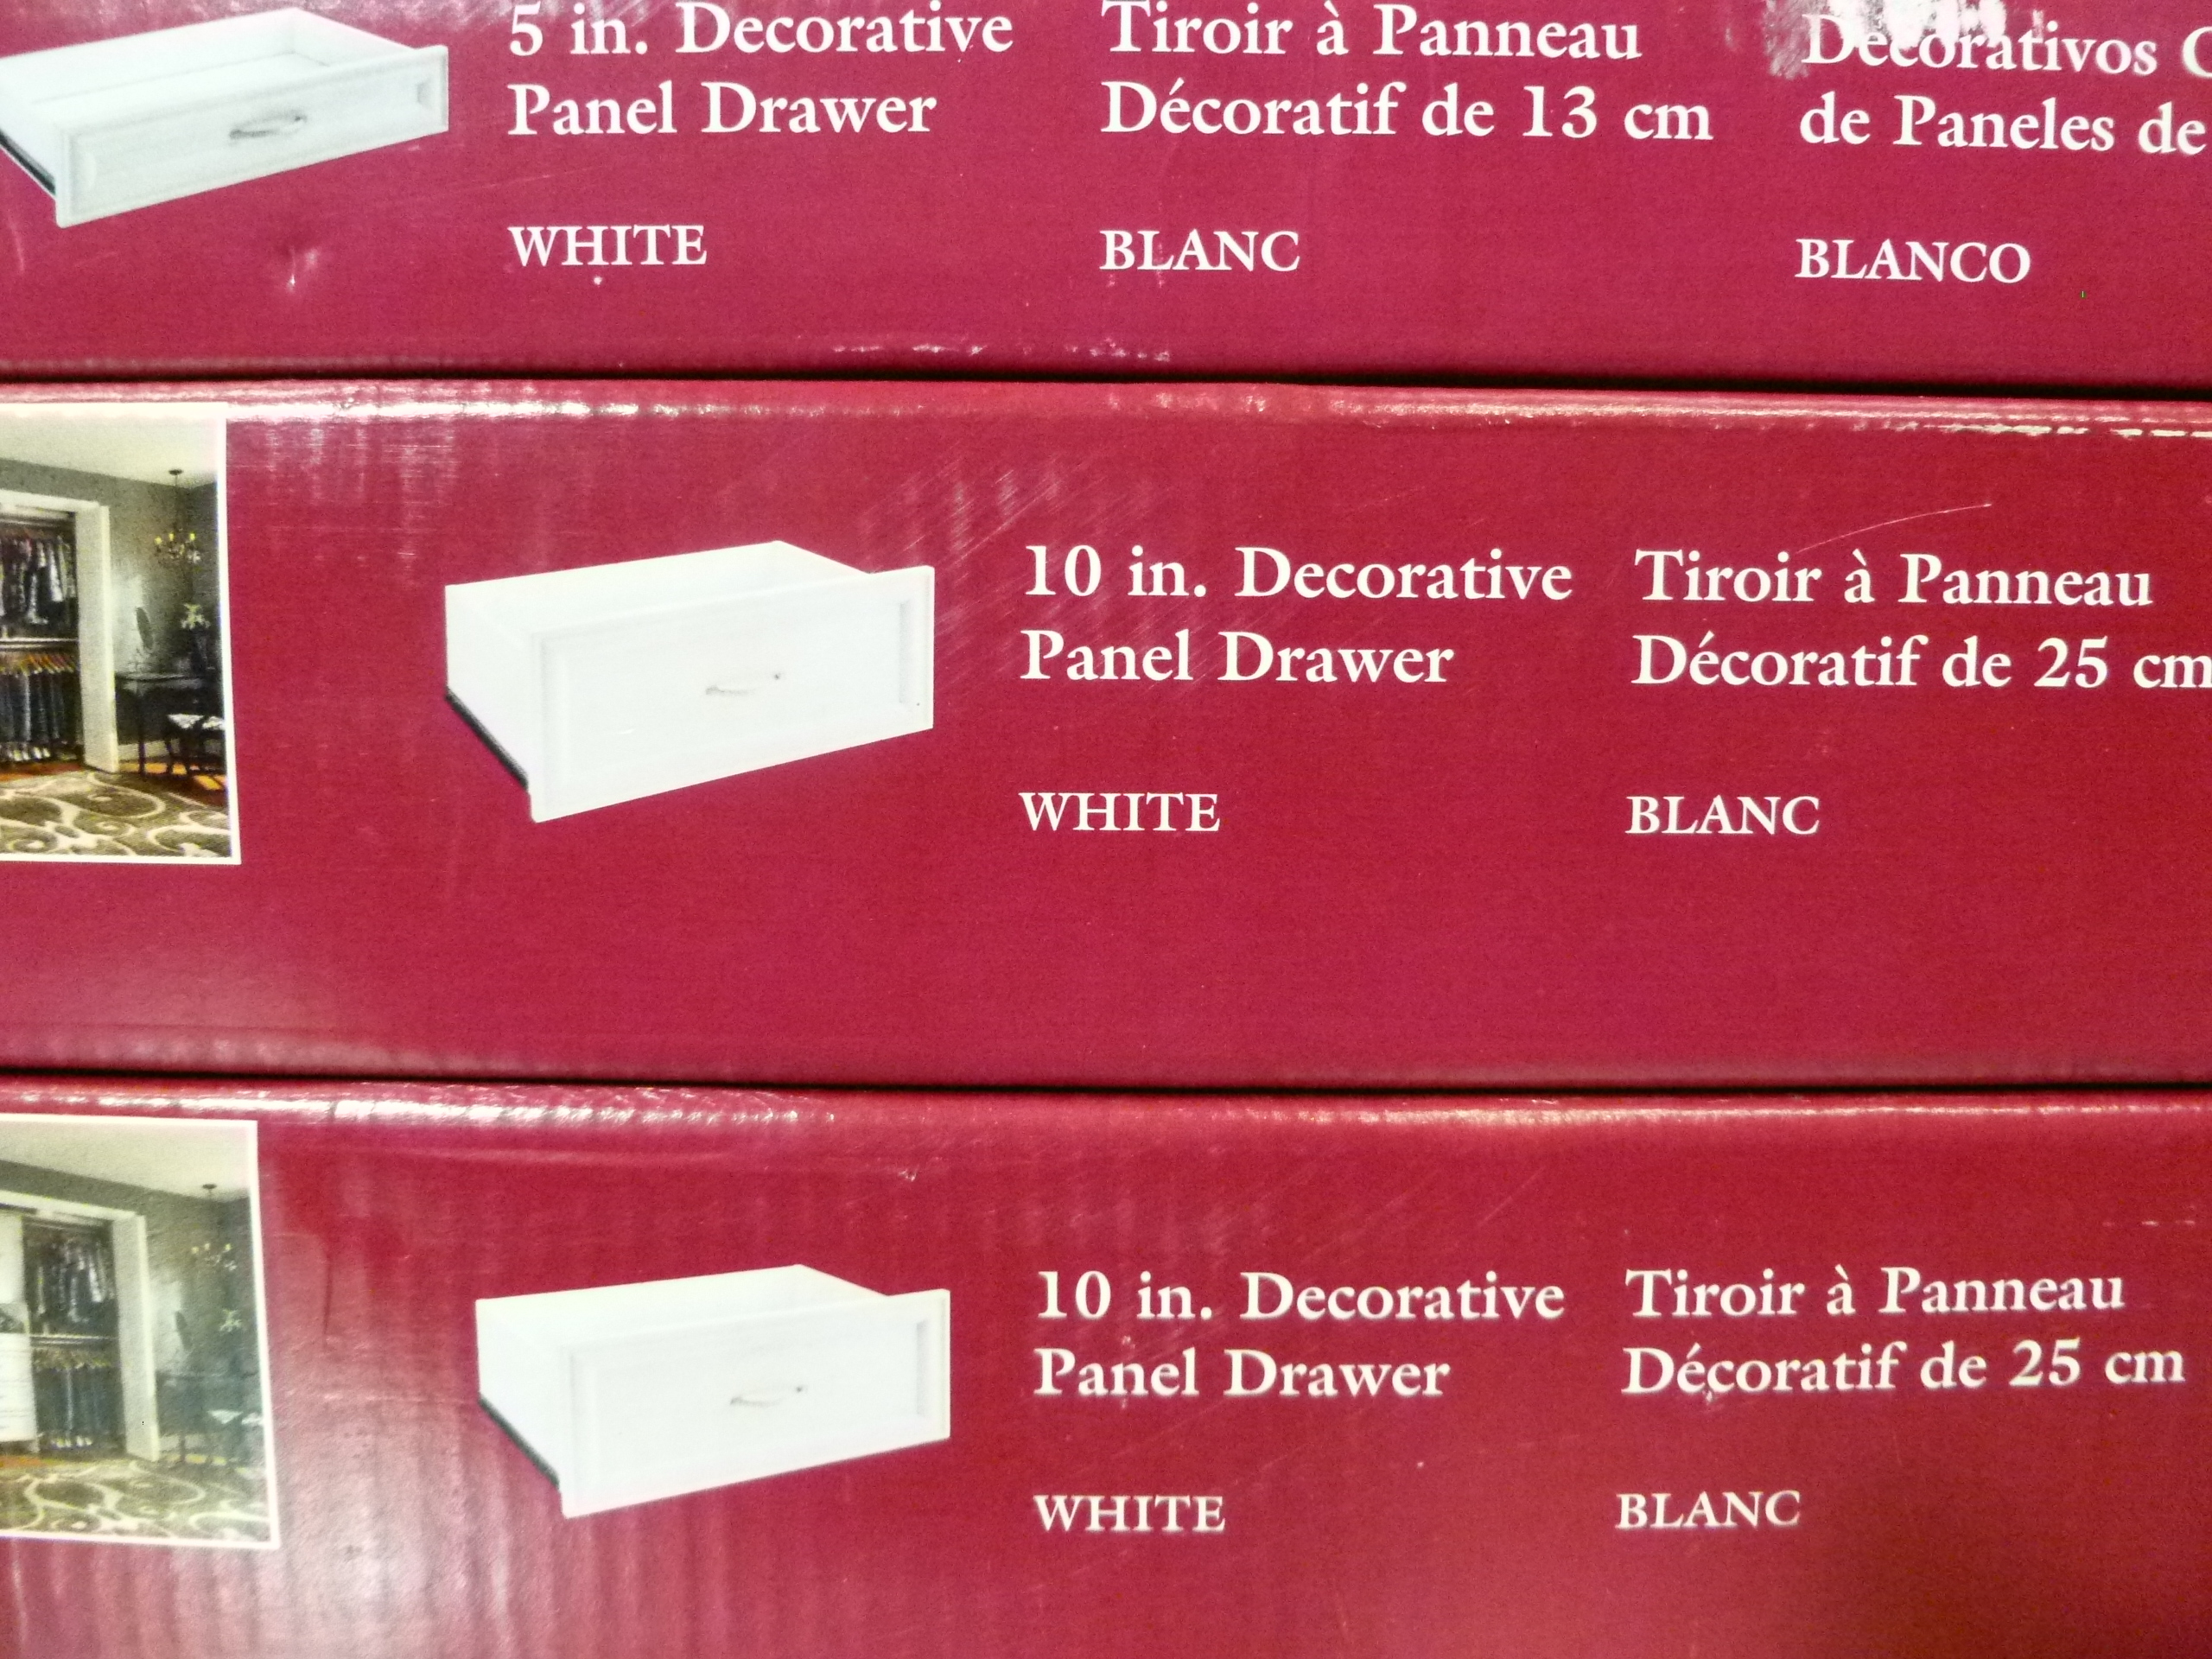 5 in. Decorative
Panel Drawer
WHITE
Tiroir à Panneau
Décoratif de 13 cm
BLANC
Decorativos
de Paneles de
BLANCO
10 in. Decorative
Panel Drawer
WHITE
Tiroir à Panneau
Décoratif de 25 cm
BLANC
10 in. Decorative
Panel Drawer
WHITE
Tiroir à Panneau
Décoratif de 25 cm
BLANC